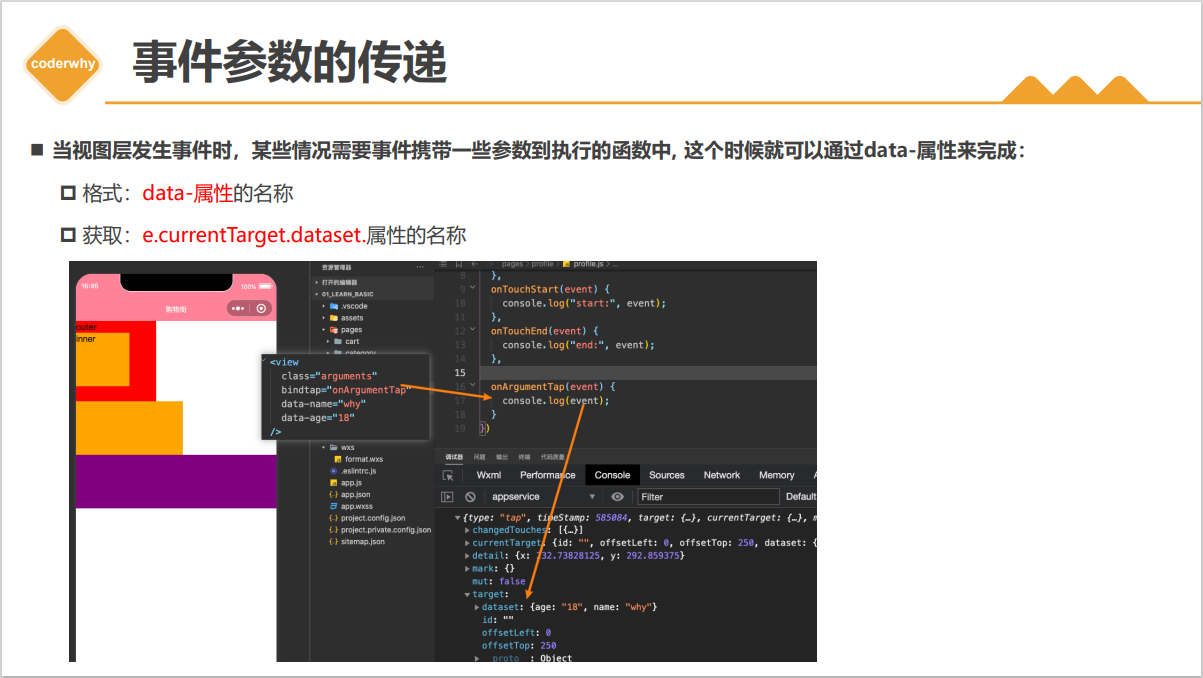 coderwhy
事件参数的传递
当视图层发生事件时，某些情况需要事件携带一些参数到执行的函数中, 这个时候就可以通过data-属性来完成：
格式：data-属性的名称
获取：e.currentTarget.dataset.属性的名称
16:46
100%
购物街
outer
inner
资源管理器
打开的编辑器
01_LEARN_BASIC
.vscode
assets
pages
cart
category
<view
class="arguments"
bindtap="onArgumentTap"
data-name="why"
data-age="18"
/>
wxs
format.wxs
.eslintrc.js
app.js
app.json
app.wxss
project.config.json
project.private.config.json
sitemap.json
pages > profile > profile.js > ...
8 },
9 onTouchStart(event) {
10 console.log("start:", event);
11 },
12 onTouchEnd(event) {
13 console.log("end:", event);
14 },
15
16 onArgumentTap(event) {
17 console.log(event);
18 }
19 })
调试器 问题 输出 终端 代码质量
Wxml Performance Console Sources Network Memory
appservice Filter Default
{type: "tap", timeStamp: 585084, target: {…}, currentTarget: {…}, m
changedTouches: [{…}]
currentTarget: {id: "", offsetLeft: 0, offsetTop: 250, dataset: {
detail: {x: 232.73828125, y: 292.859375}
mark: {}
mut: false
target:
dataset: {age: "18", name: "why"}
id: ""
offsetLeft: 0
offsetTop: 250
__proto__: Object